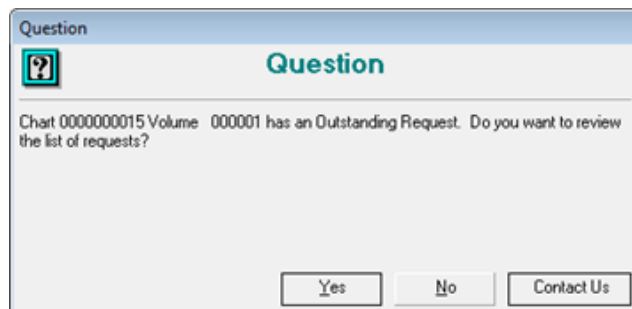 Question
Question
Chart 0000000015 Volume   000001 has an Outstanding Request.  Do you want to review
the list of requests?
Yes
No
Contact Us